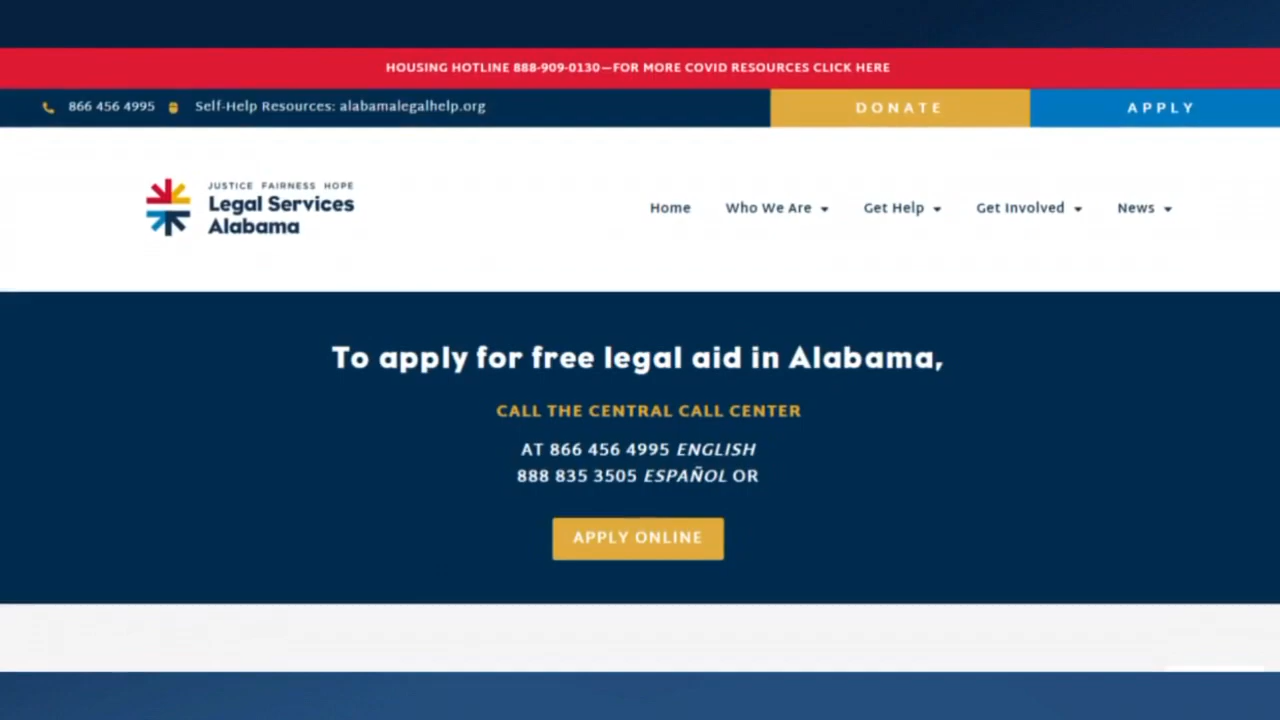 HOUSING HOTLINE 888-909-0130—FOR MORE COVID RESOURCES CLICK HERE
866 456 4995 Self-Help Resources: alabamalegalhelp.org DONATE APPLY
JUSTICE FAIRNESS HOPE
Legal Services
Alabama
Home Who We Are Get Help Get Involved News
To apply for free legal aid in Alabama,
CALL THE CENTRAL CALL CENTER
AT 866 456 4995 ENGLISH
888 835 3505 ESPAÑOL OR
APPLY ONLINE